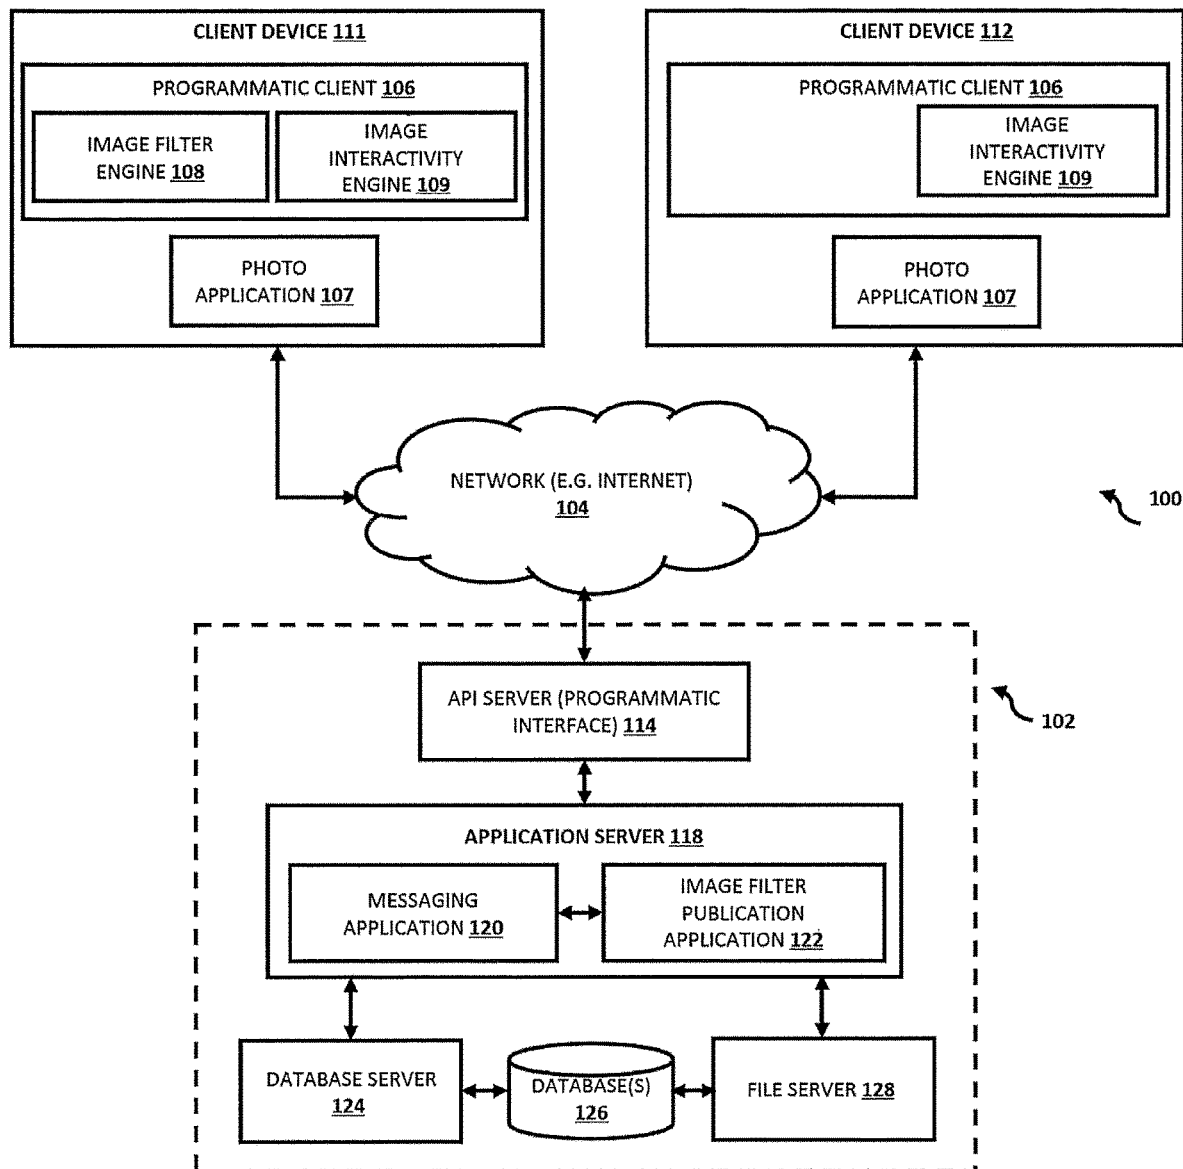 CLIENT DEVICE 111
PROGRAMMATIC CLIENT 106
IMAGE FILTER
ENGINE 108
IMAGE
INTERACTIVITY
ENGINE 109
PHOTO
APPLICATION 107
CLIENT DEVICE 112
PROGRAMMATIC CLIENT 106
IMAGE
INTERACTIVITY
ENGINE 109
PHOTO
APPLICATION 107
NETWORK (E.G. INTERNET)
104
100
API SERVER (PROGRAMMATIC
INTERFACE) 114
102
APPLICATION SERVER 118
MESSAGING
APPLICATION 120
IMAGE FILTER
PUBLICATION
APPLICATION 122
DATABASE SERVER
124
DATABASE(S)
126
FILE SERVER 128